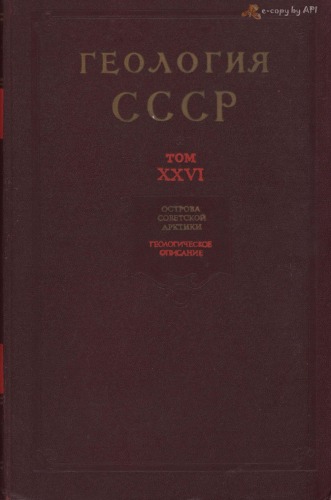 e-copy by API
ГЕОЛОГИЯ
СССР
ТОМ
XXVI
ОСТРОВА
СОВЕТСКОЙ
АРКТИКИ
ГЕОЛОГИЧЕСКОЕ
ОПИСАНИЕ